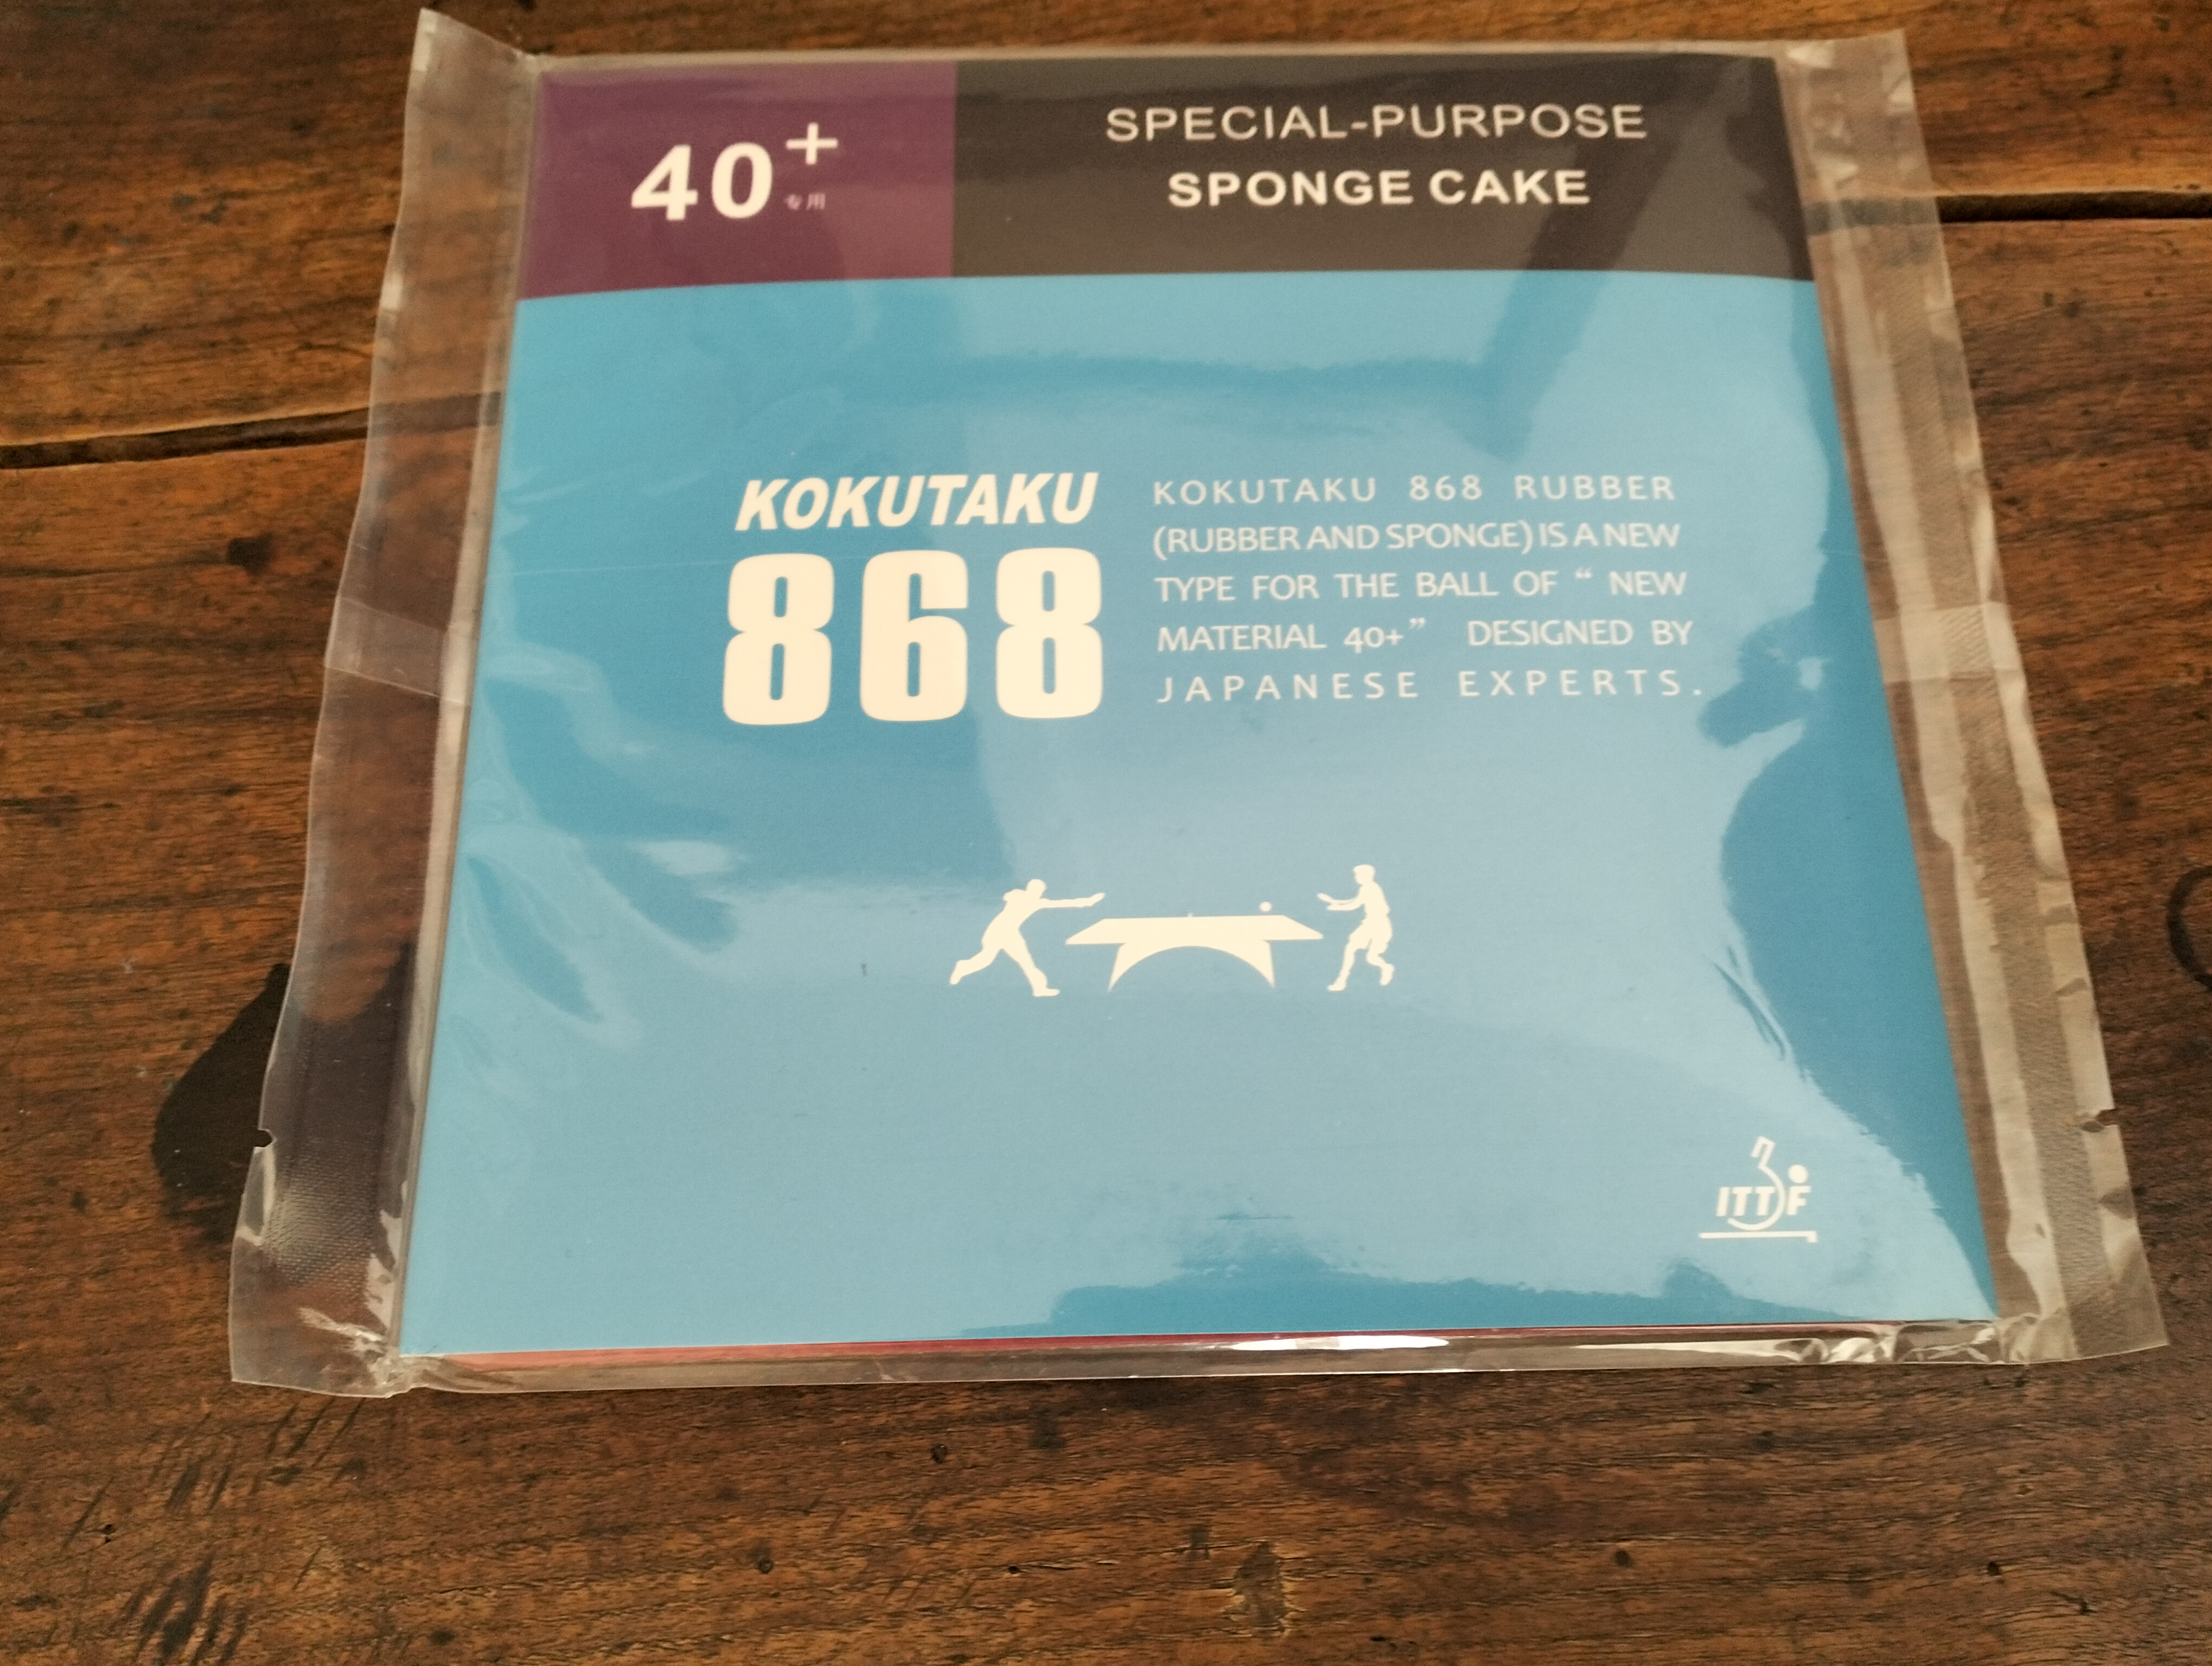 40+
专用
SPECIAL-PURPOSE
SPONGE CAKE
KOKUTAKU
868
KOKUTAKU 868 RUBBER
(RUBBER AND SPONGE) IS A NEW
TYPE FOR THE BALL OF “ NEW
MATERIAL 40+” DESIGNED BY
JAPANESE EXPERTS.
ITTF